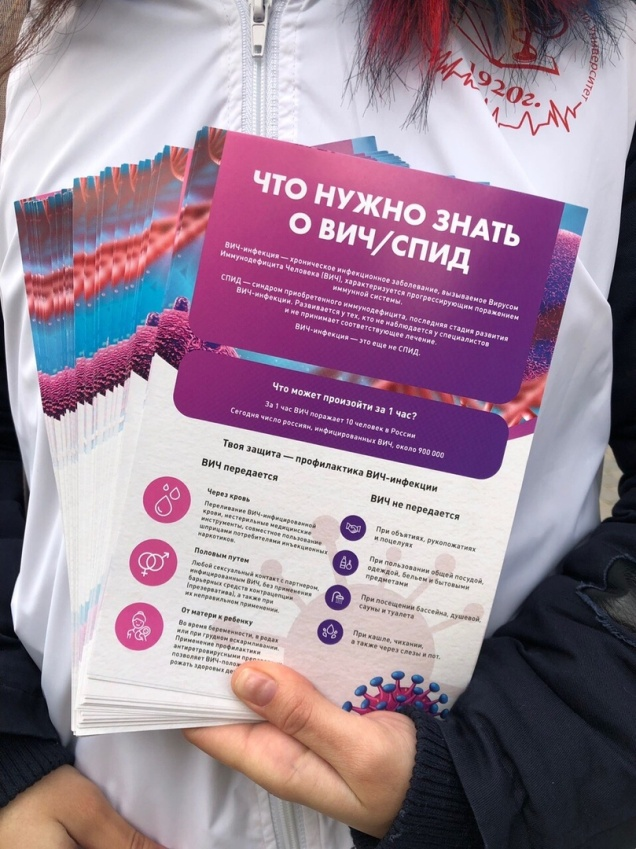 университет
1920г.
ЧТО НУЖНО ЗНАТЬ
О ВИЧ/СПИД
ВИЧ-инфекция — хроническое инфекционное заболевание, вызываемое Вирусом
Иммунодефицита Человека (ВИЧ), характеризуется прогрессирующим поражением
иммунной системы.
СПИД — синдром приобретенного иммунодефицита, последняя стадия развития
ВИЧ-инфекции. Развивается у тех, кто не наблюдается у специалистов
и не принимает соответствующее лечение.
ВИЧ-инфекция — это еще не СПИД.
Что может произойти за 1 час?
За 1 час ВИЧ поражает 10 человек в России
Сегодня число россиян, инфицированных ВИЧ, около 900 000
Твоя защита — профилактика ВИЧ-инфекции
ВИЧ передается
Через кровь
Переливание ВИЧ-инфицированной
крови, нестерильные медицинские
инструменты, совместное пользование
шприцами потребителями инъекционных
наркотиков.
Половым путем
Любой сексуальный контакт с партнером,
инфицированным ВИЧ, без применения
барьерных средств контрацепции
(презерватива), а также при
их неправильном применении.
От матери к ребенку
Во время беременности, в родах
или при грудном вскармливании.
Применение профилактики
антиретровирусными
позволяет
рожать здоровых
ВИЧ не передается
При объятиях, рукопожатиях
и поцелуях
При пользовании общей посудой,
одеждой, бельем и бытовыми
предметами
При посещении бассейна, душевой,
сауны и туалета
При кашле, чихании,
а также через слезы и пот.